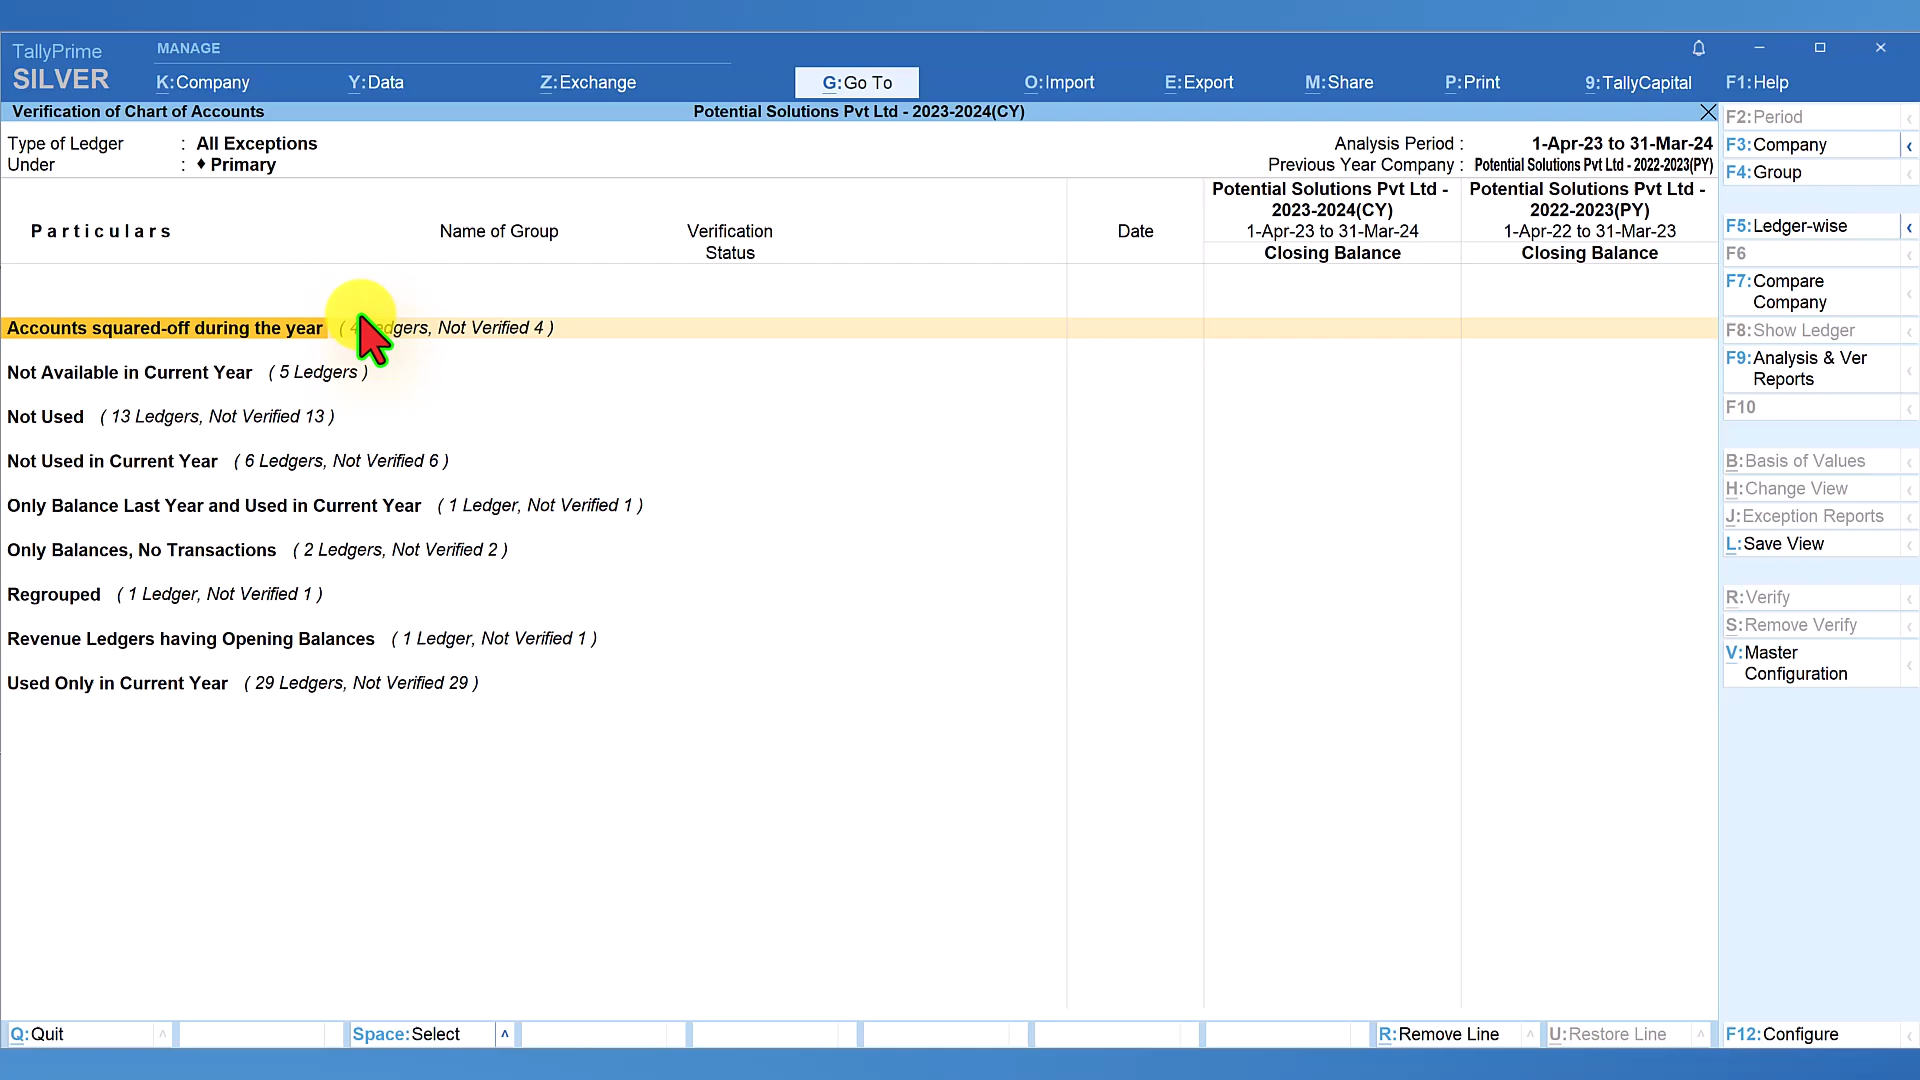 TallyPrime
SILVER
MANAGE
K:Company
Y:Data
Z:Exchange
G:Go To
O:Import
E:Export
M:Share
P:Print
9:TallyCapital
F1:Help
Verification of Chart of Accounts
Potential Solutions Pvt Ltd - 2023-2024(CY)
Type of Ledger : All Exceptions
Under : ♦ Primary
Analysis Period : 1-Apr-23 to 31-Mar-24
Previous Year Company : Potential Solutions Pvt Ltd - 2022-2023(PY)
Particulars
Name of Group
Verification
Status
Date
Potential Solutions Pvt Ltd -
2023-2024(CY)
1-Apr-23 to 31-Mar-24
Closing Balance
Potential Solutions Pvt Ltd -
2022-2023(PY)
1-Apr-22 to 31-Mar-23
Closing Balance
Accounts squared-off during the year ( 4 Ledgers, Not Verified 4 )
Not Available in Current Year ( 5 Ledgers )
Not Used ( 13 Ledgers, Not Verified 13 )
Not Used in Current Year ( 6 Ledgers, Not Verified 6 )
Only Balance Last Year and Used in Current Year ( 1 Ledger, Not Verified 1 )
Only Balances, No Transactions ( 2 Ledgers, Not Verified 2 )
Regrouped ( 1 Ledger, Not Verified 1 )
Revenue Ledgers having Opening Balances ( 1 Ledger, Not Verified 1 )
Used Only in Current Year ( 29 Ledgers, Not Verified 29 )
F2:Period
F3:Company
F4:Group
F5:Ledger-wise
F6
F7:Compare
Company
F8:Show Ledger
F9:Analysis & Ver
Reports
F10
B:Basis of Values
H:Change View
J:Exception Reports
L:Save View
R:Verify
S:Remove Verify
V:Master
Configuration
Q:Quit
Space:Select
R:Remove Line
U:Restore Line
F12:Configure